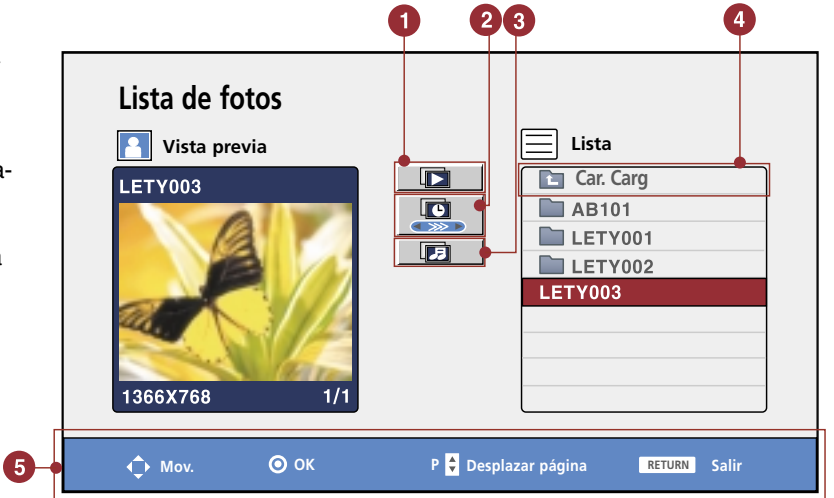 1 2 3 4
Lista de fotos
Vista previa
Lista
LETY003
1366X768 1/1
Car. Carg
AB101
LETY001
LETY002
LETY003
5
Mov. OK P Desplazar página RETURN Salir
a-